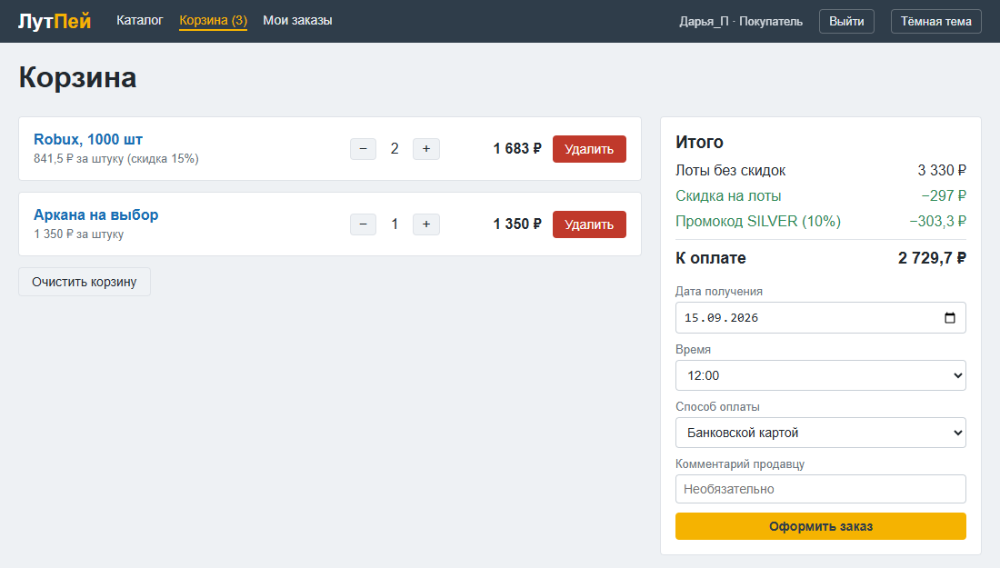 ЛутПей Каталог Корзина (3) Мои заказы Дарья_П · Покупатель Выйти Тёмная тема
Корзина
Robux, 1000 шт
841,5 ₽ за штуку (скидка 15%)
− 2 + 1 683 ₽ Удалить
Аркана на выбор
1 350 ₽ за штуку
− 1 + 1 350 ₽ Удалить
Очистить корзину
Итого
Лоты без скидок 3 330 ₽
Скидка на лоты −297 ₽
Промокод SILVER (10%) −303,3 ₽
К оплате 2 729,7 ₽
Дата получения
15.09.2026
Время
12:00
Способ оплаты
Банковской картой
Комментарий продавцу
Необязательно
Оформить заказ